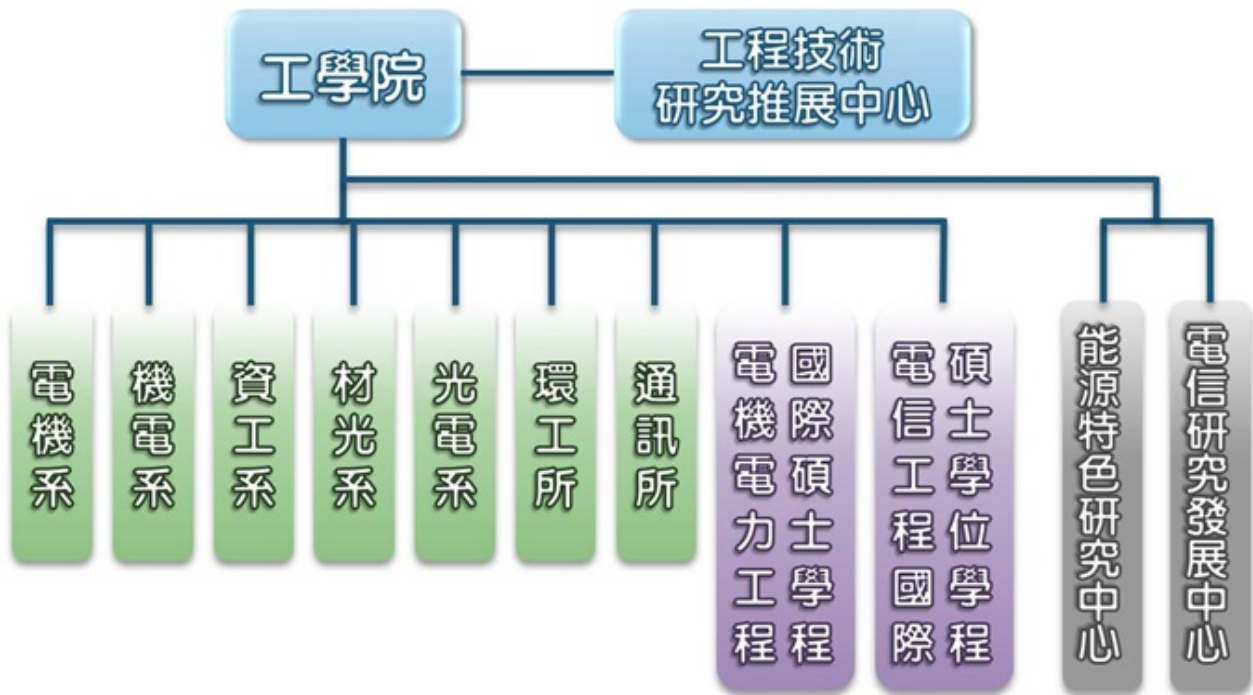 工學院
工程技術
研究推展中心
電機系
機電系
資工系
材光系
光電系
環工所
通訊所
電機電力工程
國際碩士學程
電信工程國際
碩士學位學程
能源特色研究中心
電信研究發展中心